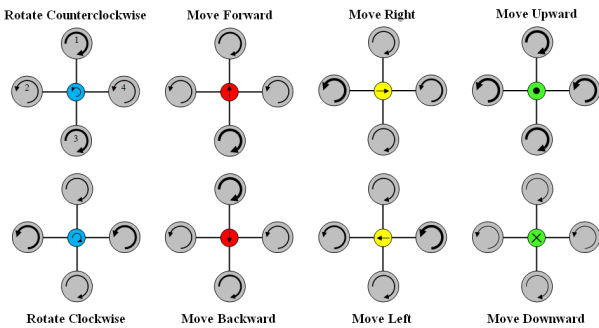 Rotate Counterclockwise
Move Forward
Move Right
Move Upward
1
2
4
3
Rotate Clockwise
Move Backward
Move Left
Move Downward